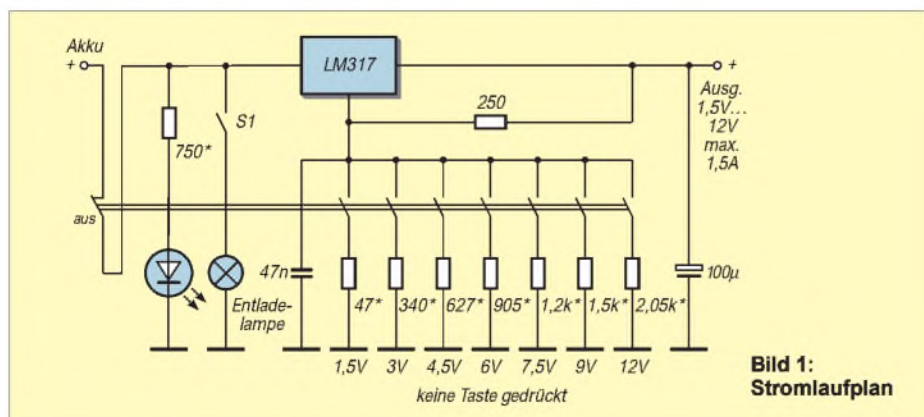 Akku
+
LM317
+
Ausg.
1,5V...
12V
max.
1,5A
250
S1
750*
aus
47n
Entlade-
lampe
47*
340*
627*
905*
1,2k*
1,5k*
2,05k*
100µ
1,5V
3V
4,5V
6V
7,5V
9V
12V
keine Taste gedrückt
Bild 1:
Stromlaufplan